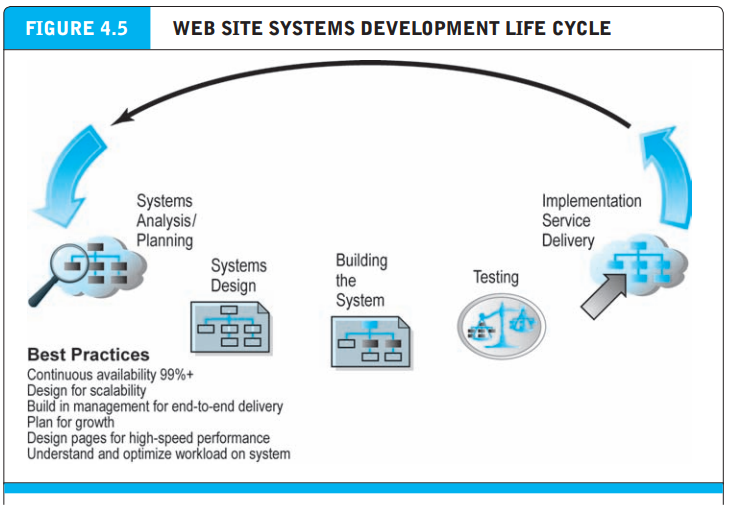 FIGURE 4.5
WEB SITE SYSTEMS DEVELOPMENT LIFE CYCLE
Systems
Analysis/
Planning
Systems
Design
Building
the
System
Testing
Implementation
Service
Delivery
Best Practices
Continuous availability 99%+
Design for scalability
Build in management for end-to-end delivery
Plan for growth
Design pages for high-speed performance
Understand and optimize workload on system